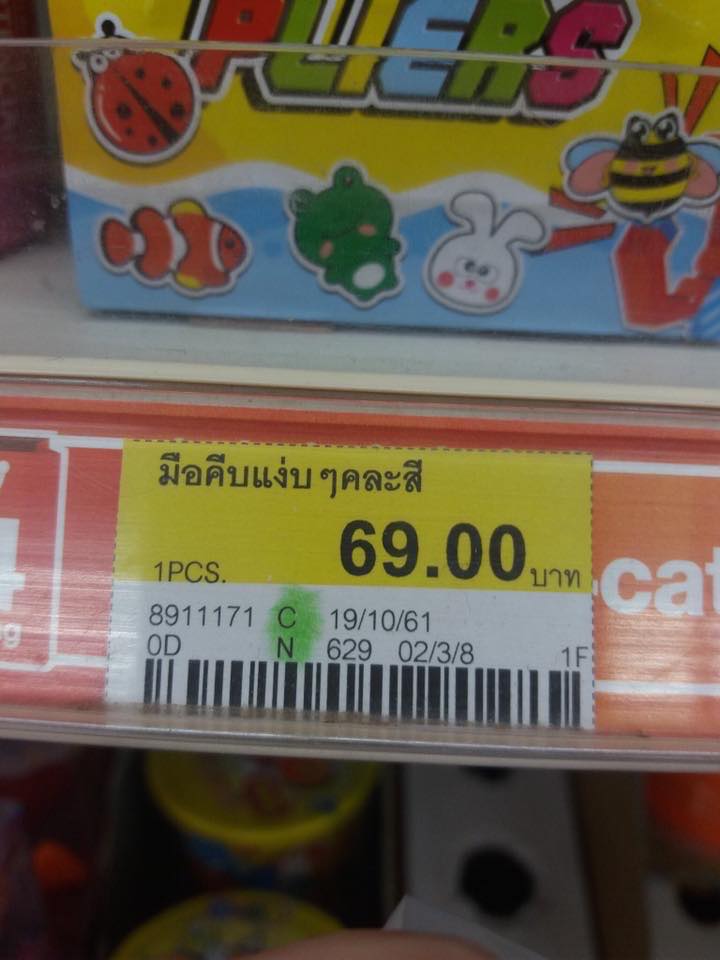 PLIERS
มือคีบแง่บๆคละสี
69.00
1PCS.
บาท
8911171 C 19/10/61
0D N 629 02/3/8 1F
-cat